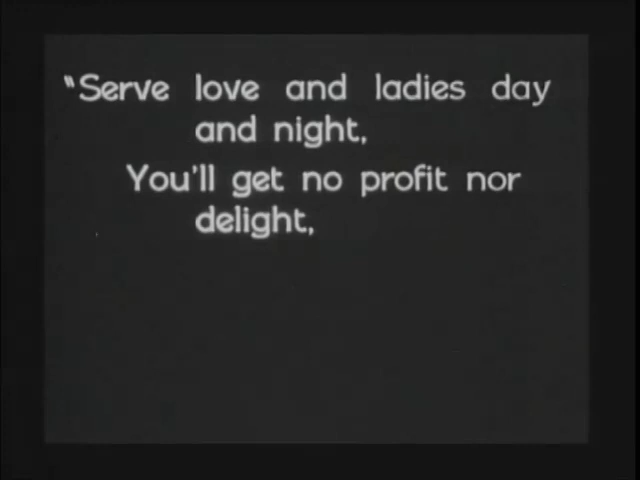 "Serve love and ladies day
and night,
You'll get no profit nor
delight,